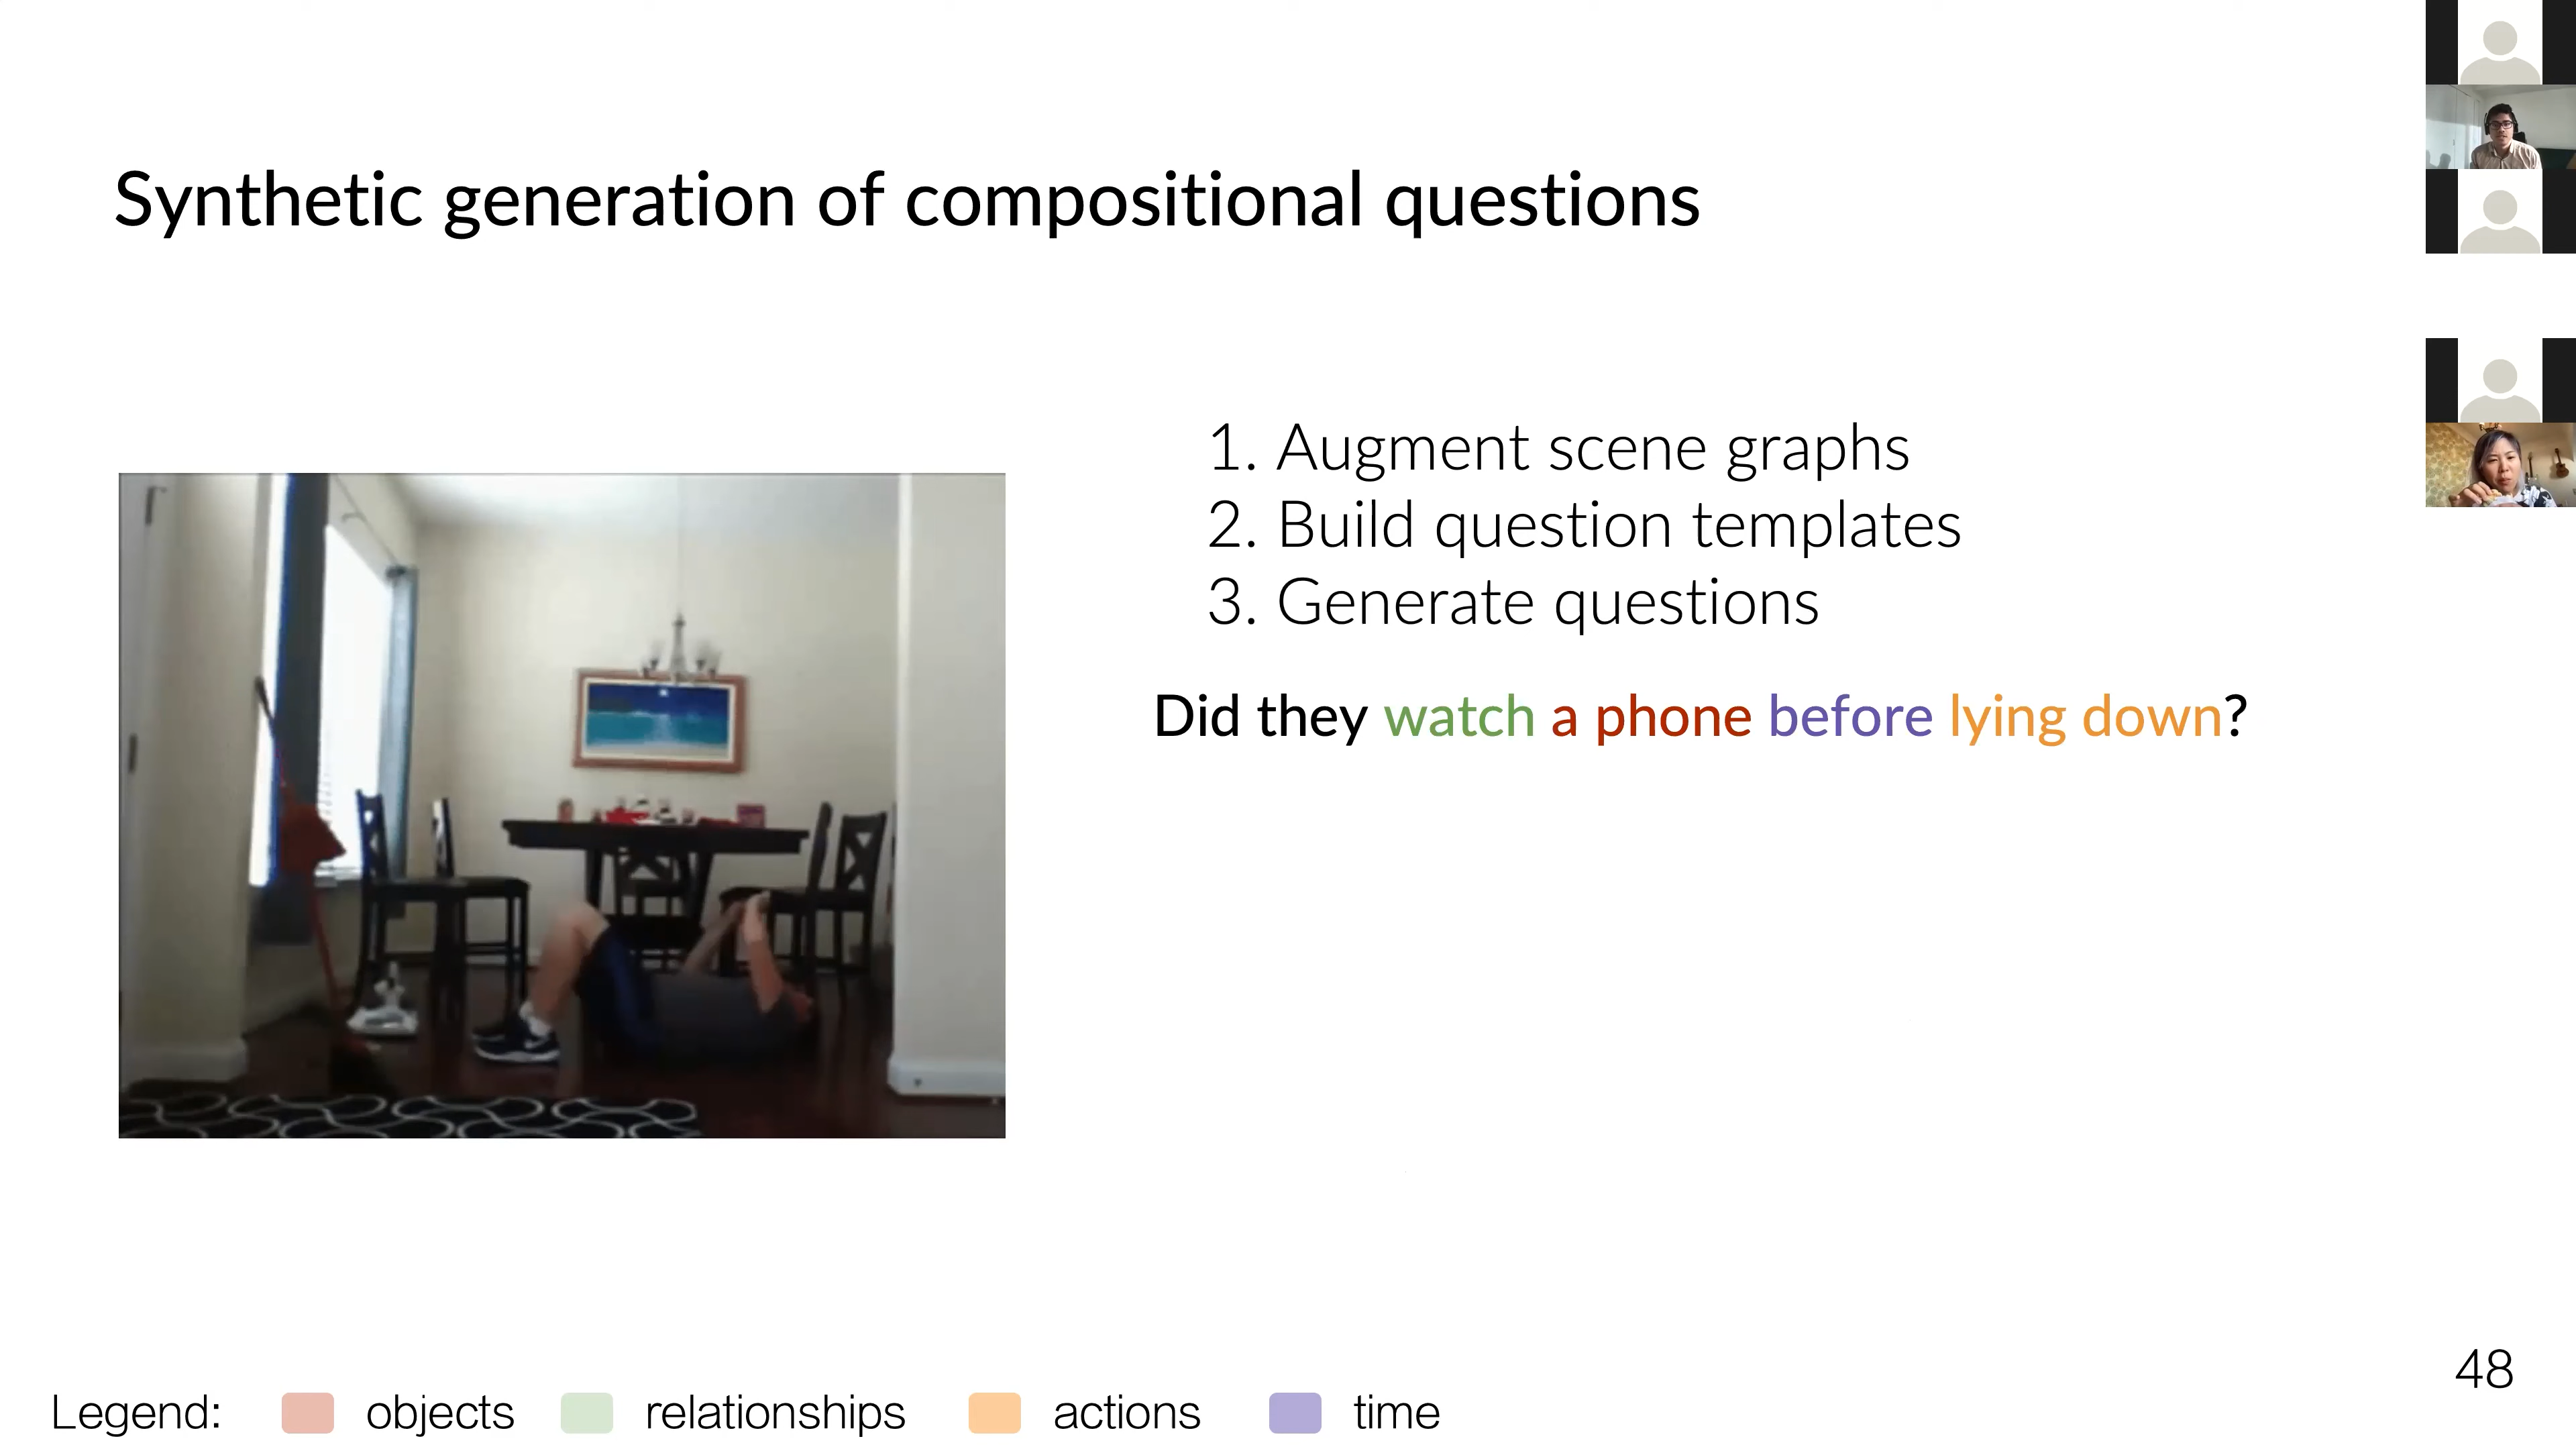 Synthetic generation of compositional questions
1. Augment scene graphs
2. Build question templates
3. Generate questions
Did they watch a phone before lying down?
48
Legend: objects relationships actions time